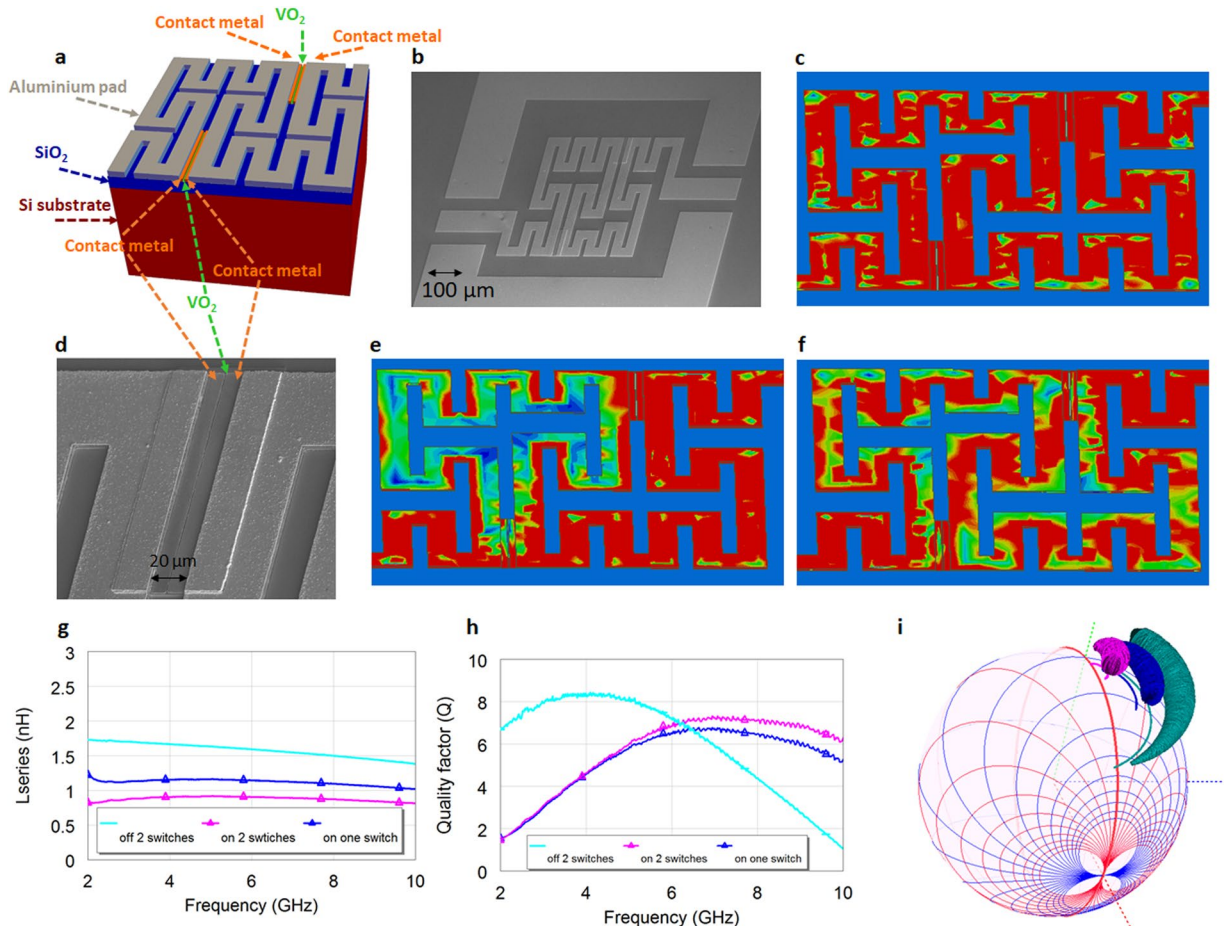 a
Contact metal
VO2
Contact metal
Aluminium pad
SiO2
Si substrate
Contact metal
Contact metal
VO2
b
100 μm
c
d
20 μm
e
f
g
Lseries (nH)
3
2.5
2
1.5
1
0.5
0
off 2 switches
on 2 swtiches
on one switch
2
4
6
8
10
Frequency (GHz)
h
Quality factor (Q)
10
8
6
4
2
0
off 2 switches
on 2 switches
on one switch
2
4
6
8
10
Frequency (GHz)
i